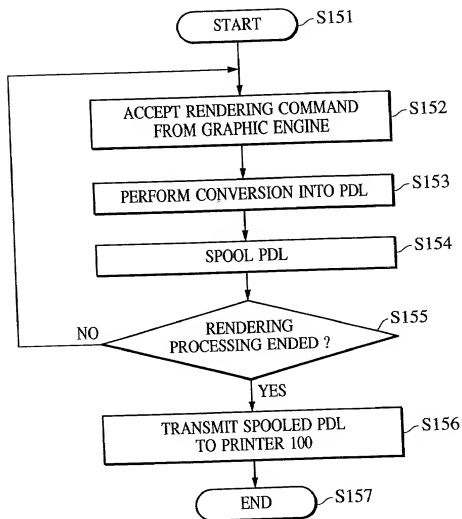 START
S151
ACCEPT RENDERING COMMAND
FROM GRAPHIC ENGINE
S152
PERFORM CONVERSION INTO PDL
S153
SPOOL PDL
S154
RENDERING
PROCESSING ENDED ?
S155
NO
YES
TRANSMIT SPOOLED PDL
TO PRINTER 100
S156
END
S157